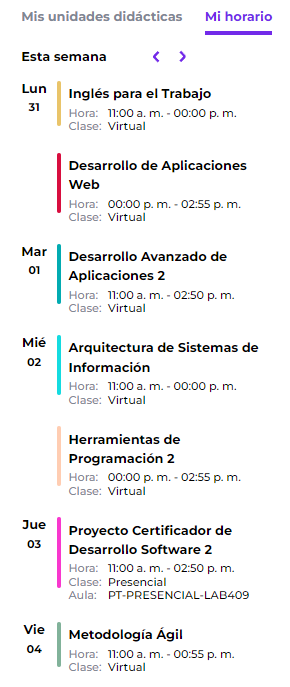 Mis unidades didácticas Mi horario
Esta semana
Lun
31
Inglés para el Trabajo
Hora: 11:00 a. m. - 00:00 p. m.
Clase: Virtual
Desarrollo de Aplicaciones
Web
Hora: 00:00 p. m. - 02:55 p. m.
Clase: Virtual
Mar
01
Desarrollo Avanzado de
Aplicaciones 2
Hora: 11:00 a. m. - 02:50 p. m.
Clase: Virtual
Mié
02
Arquitectura de Sistemas de
Información
Hora: 11:00 a. m. - 00:00 p. m.
Clase: Virtual
Herramientas de
Programación 2
Hora: 00:00 p. m. - 02:55 p. m.
Clase: Virtual
Jue
03
Proyecto Certificador de
Desarrollo Software 2
Hora: 11:00 a. m. - 02:50 p. m.
Clase: Presencial
Aula: PT-PRESENCIAL-LAB409
Vie
04
Metodología Ágil
Hora: 11:00 a. m. - 00:55 p. m.
Clase: Virtual